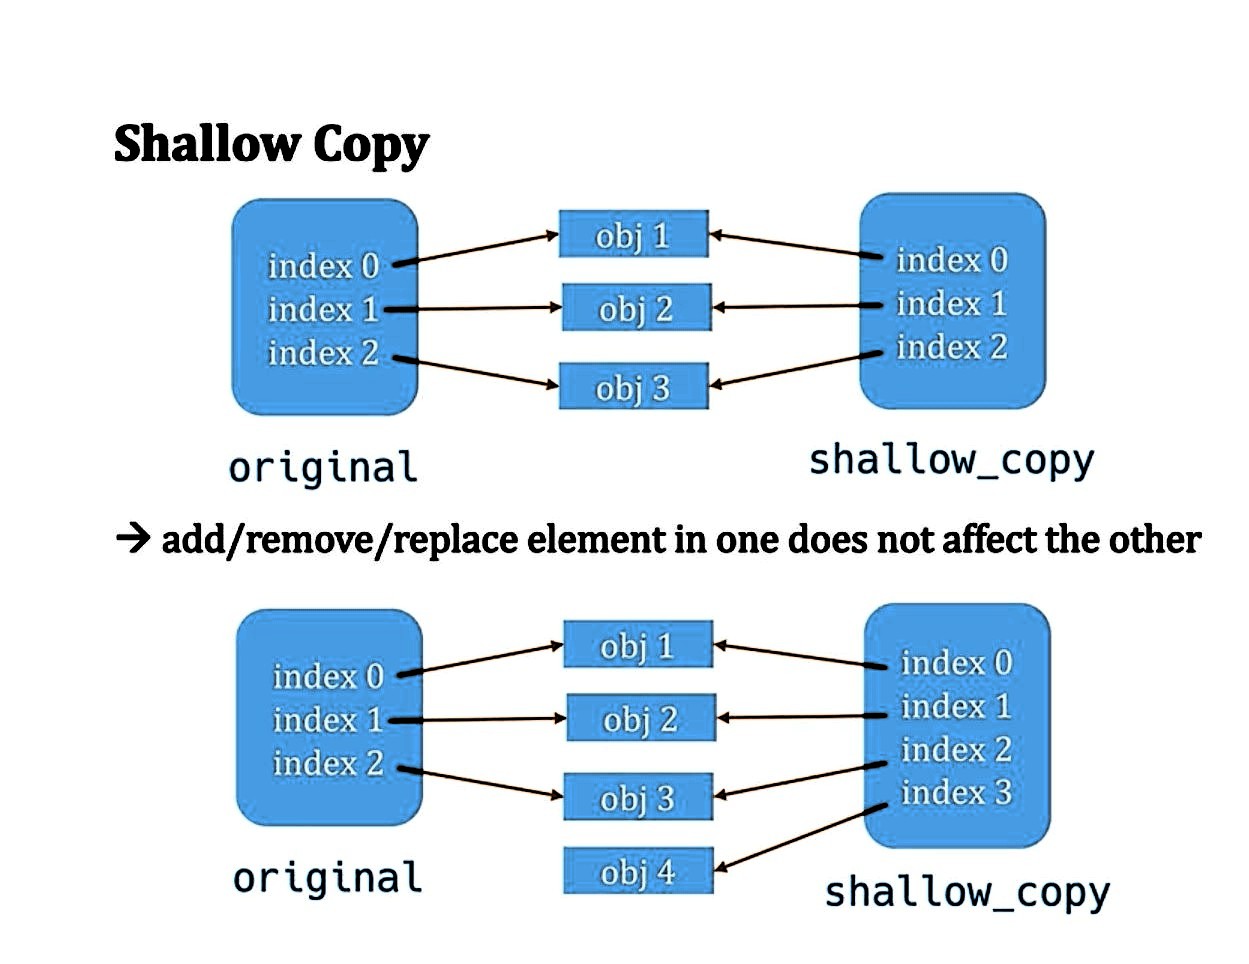 Shallow Copy
index 0
index 1
index 2
original
obj 1
obj 2
obj 3
index 0
index 1
index 2
shallow_copy
→ add/remove/replace element in one does not affect the other
index 0
index 1
index 2
original
obj 1
obj 2
obj 3
obj 4
index 0
index 1
index 2
index 3
shallow_copy